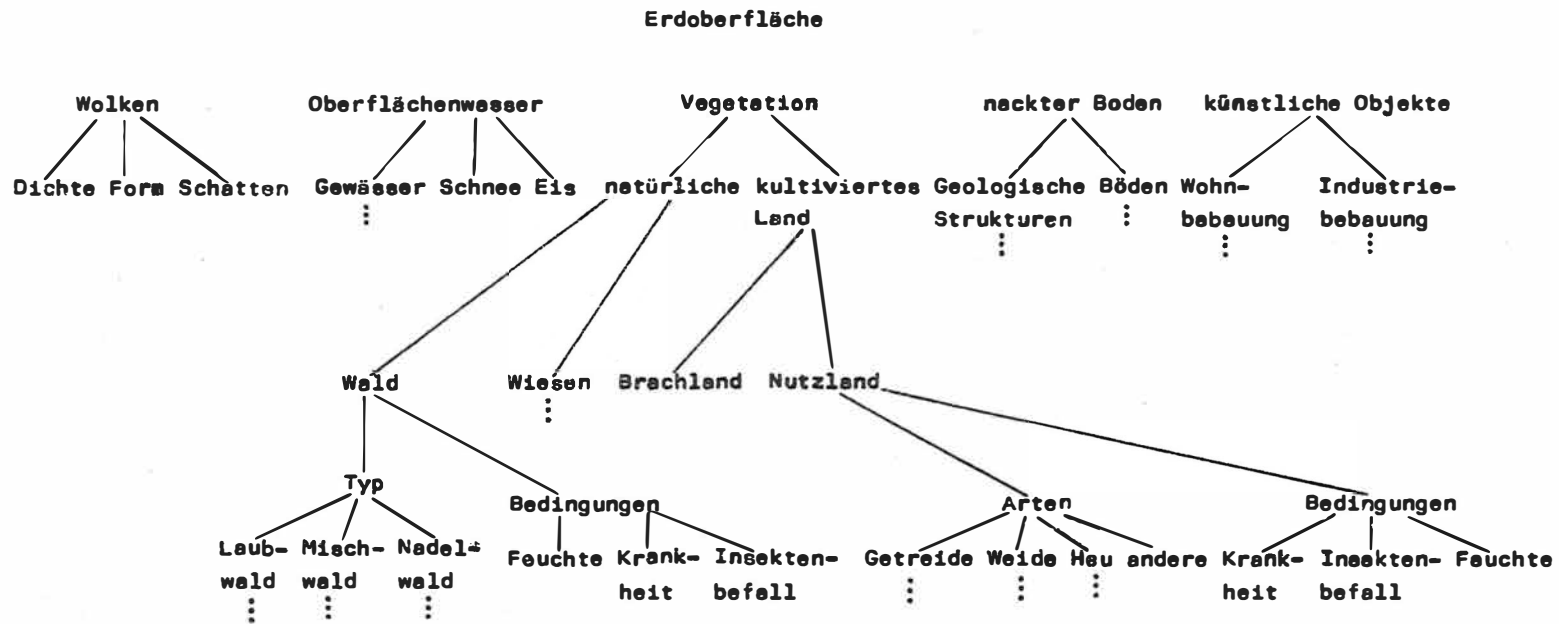 Erdoberfläche
Wolken Oberflächenwasser Vegetation nackter Boden künstliche Objekte
Dichte Form Schatten Gewässer Schnee Eis natürliche kultiviertes Geologische Böden Wohn- Industrie-
Land Strukturen bebauung bebauung
Wald Wiesen Brachland Nutzland
Typ
Bedingungen Arten Bedingungen
Laub- Misch- Nadel-
wald wald wald
Feuchte Krank- Insekten- Getreide Weide Heu andere Krank- Insekten- Feuchte
heit befall heit befall